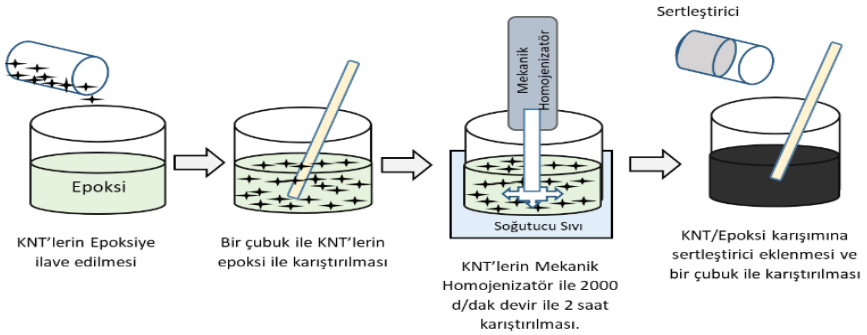 Sertleştirici
Mekanik
Homojenizatör
Epoksi
Soğutucu Sıvı
KNT'lerin Epoksiye
ilave edilmesi
Bir çubuk ile KNT'lerin
epoksi ile karıştırılması
KNT'lerin Mekanik
Homojenizatör ile 2000
d/dak devir ile 2 saat
karıştırılması.
KNT/Epoksi karışımına
sertleştirici eklenmesi ve
bir çubuk ile karıştırılması